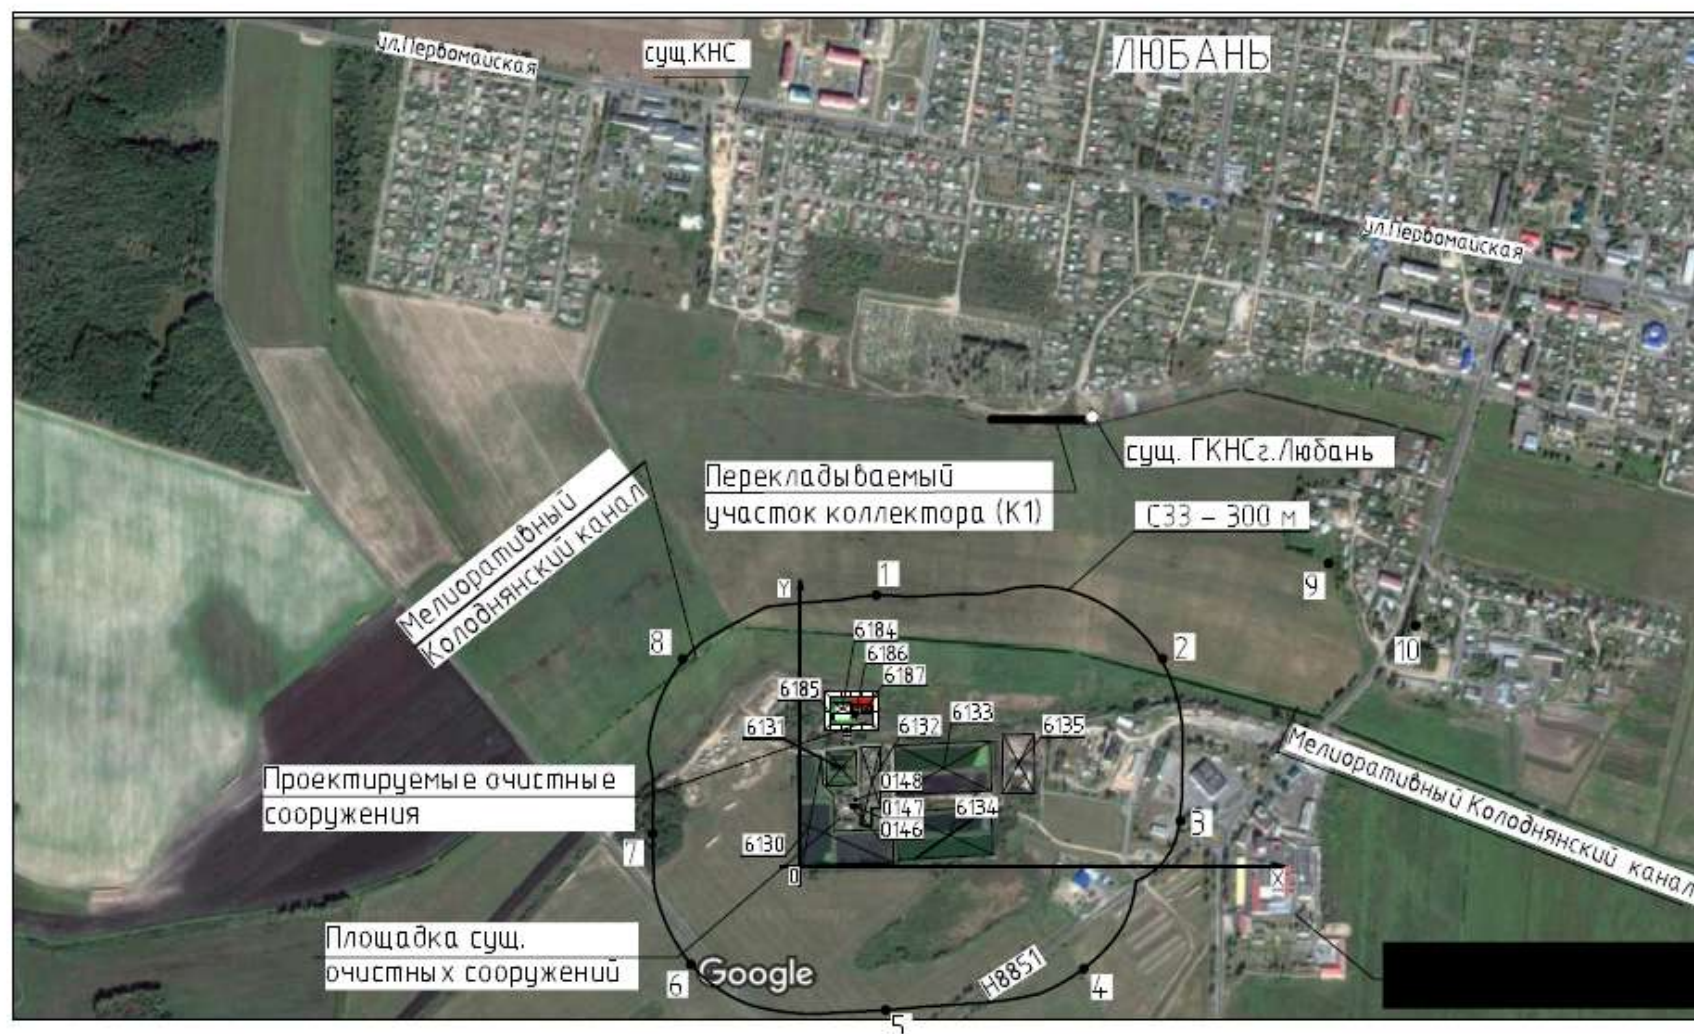 ул.Первомайская
сущ.КНС
ЛЮБАНЬ
ул.Первомайская
сущ. ГКНСг.Любань
Перекладываемый
участок коллектора (К1)
СЗЗ – 300 м
Мелиоративный
Колоднянский канал
Y
1
9
8
2
10
6184
6186
6187
6185
6131
6132
6133
6135
Мелиоративный Колоднянский канал
Проектируемые очистные
сооружения
0148
0147
6134
0146
3
7
6130
0
X
Площадка сущ.
очистных сооружений
6
Google
Н8851
4
5